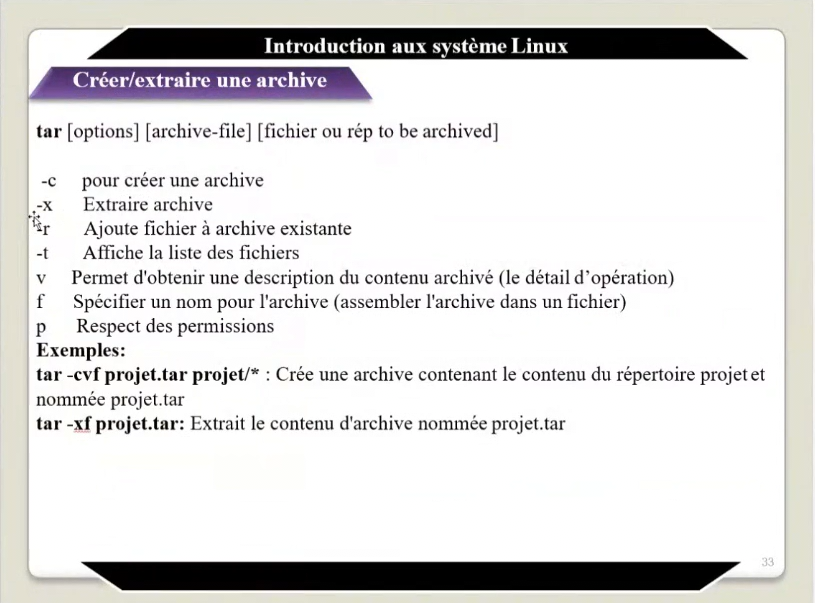 Introduction aux système Linux
Créer/extraire une archive
tar [options] [archive-file] [fichier ou rép to be archived]
-c pour créer une archive
-x Extraire archive
-r Ajoute fichier à archive existante
-t Affiche la liste des fichiers
v Permet d'obtenir une description du contenu archivé (le détail d’opération)
f Spécifier un nom pour l'archive (assembler l'archive dans un fichier)
p Respect des permissions
Exemples:
tar -cvf projet.tar projet/* : Crée une archive contenant le contenu du répertoire projet et
nommée projet.tar
tar -xf projet.tar: Extrait le contenu d'archive nommée projet.tar
33